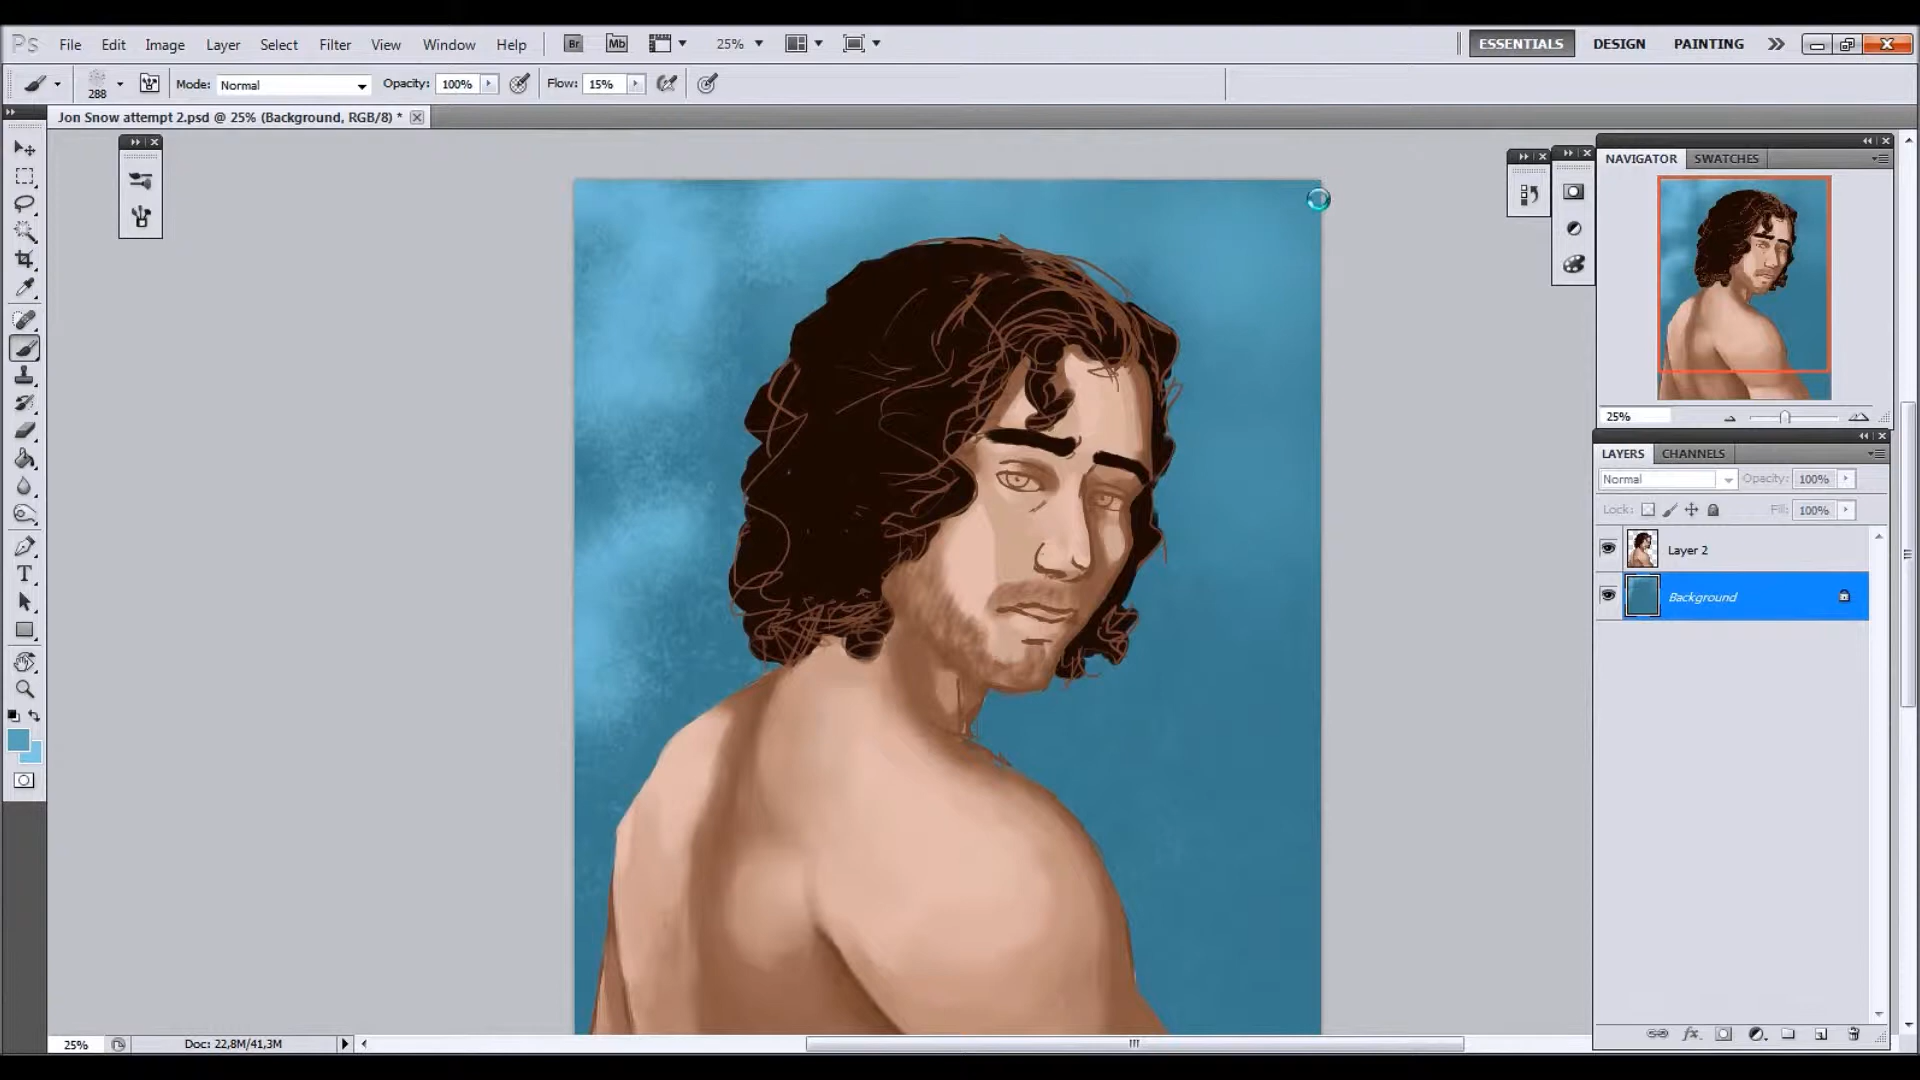 Ps File Edit Image Layer Select Filter View Window Help Br Mb 25% ESSENTIALS DESIGN PAINTING
288 Mode: Normal Opacity: 100% Flow: 15%
Jon Snow attempt 2.psd @ 25% (Background, RGB/8) *
NAVIGATOR SWATCHES
25%
LAYERS CHANNELS
Normal Opacity: 100%
Lock: Fill: 100%
Layer 2
Background
25% Doc: 22,8M/41,3M